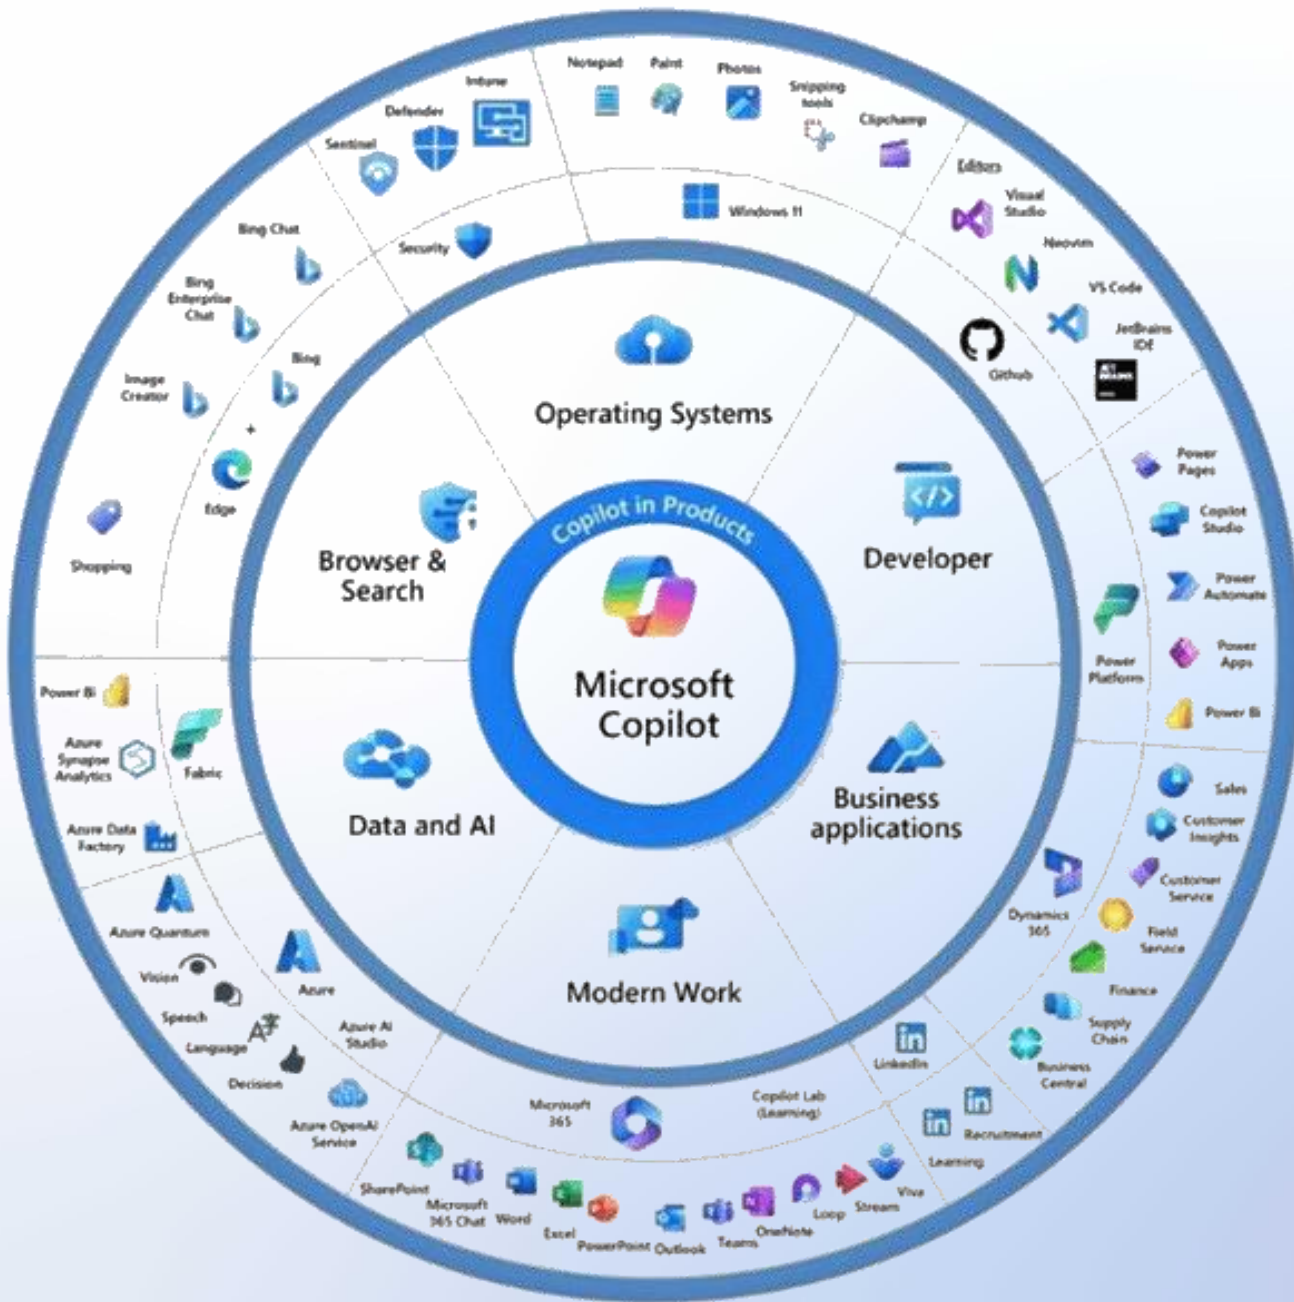 Notepad
Paint
Photos
Snipping
tools
Clipchamp
Windows 11
Intune
Defender
Sentinel
Security
Bing Chat
Bing
Enterprise
Chat
Image
Creator
Shopping
Bing
+
Edge
Editors
Visual
Studio
Neovim
VS Code
JetBrains
IDE
JET
BRAINS
Github
Operating Systems
Developer
Browser &
Search
Copilot in Products
Microsoft
Copilot
Data and AI
Business
applications
Modern Work
Power
Pages
Copilot
Studio
Power
Automate
Power
Apps
Power Bi
Power
Platform
Sales
Customer
Insights
Customer
Service
Field
Service
Finance
Supply
Chain
Business
Central
Dynamics
365
LinkedIn
Recruitment
Learning
Power Bi
Azure
Synapse
Analytics
Azure Data
Factory
Fabric
Azure Quantum
Vision
Speech
Language
Decision
Azure OpenAI
Service
Azure
Azure AI
Studio
Microsoft
365
Copilot Lab
(Learning)
SharePoint
Microsoft
365 Chat
Word
Excel
PowerPoint
Outlook
Teams
OneNote
Loop
Stream
Viva